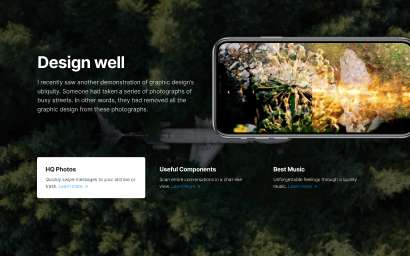 Design well
I recently saw another demonstration of graphic design's
ubiquity. Someone had taken a series of photographs of
busy streets. In other words, they had removed all the
graphic design from these photographs.
HQ Photos
Quickly swipe messages to your archive or
trash. Learn more →
Useful Components
Scan entire conversations in a chat-like
view. Learn More →
Best Music
Unforgettable feelings through a quality
music. Learn more →